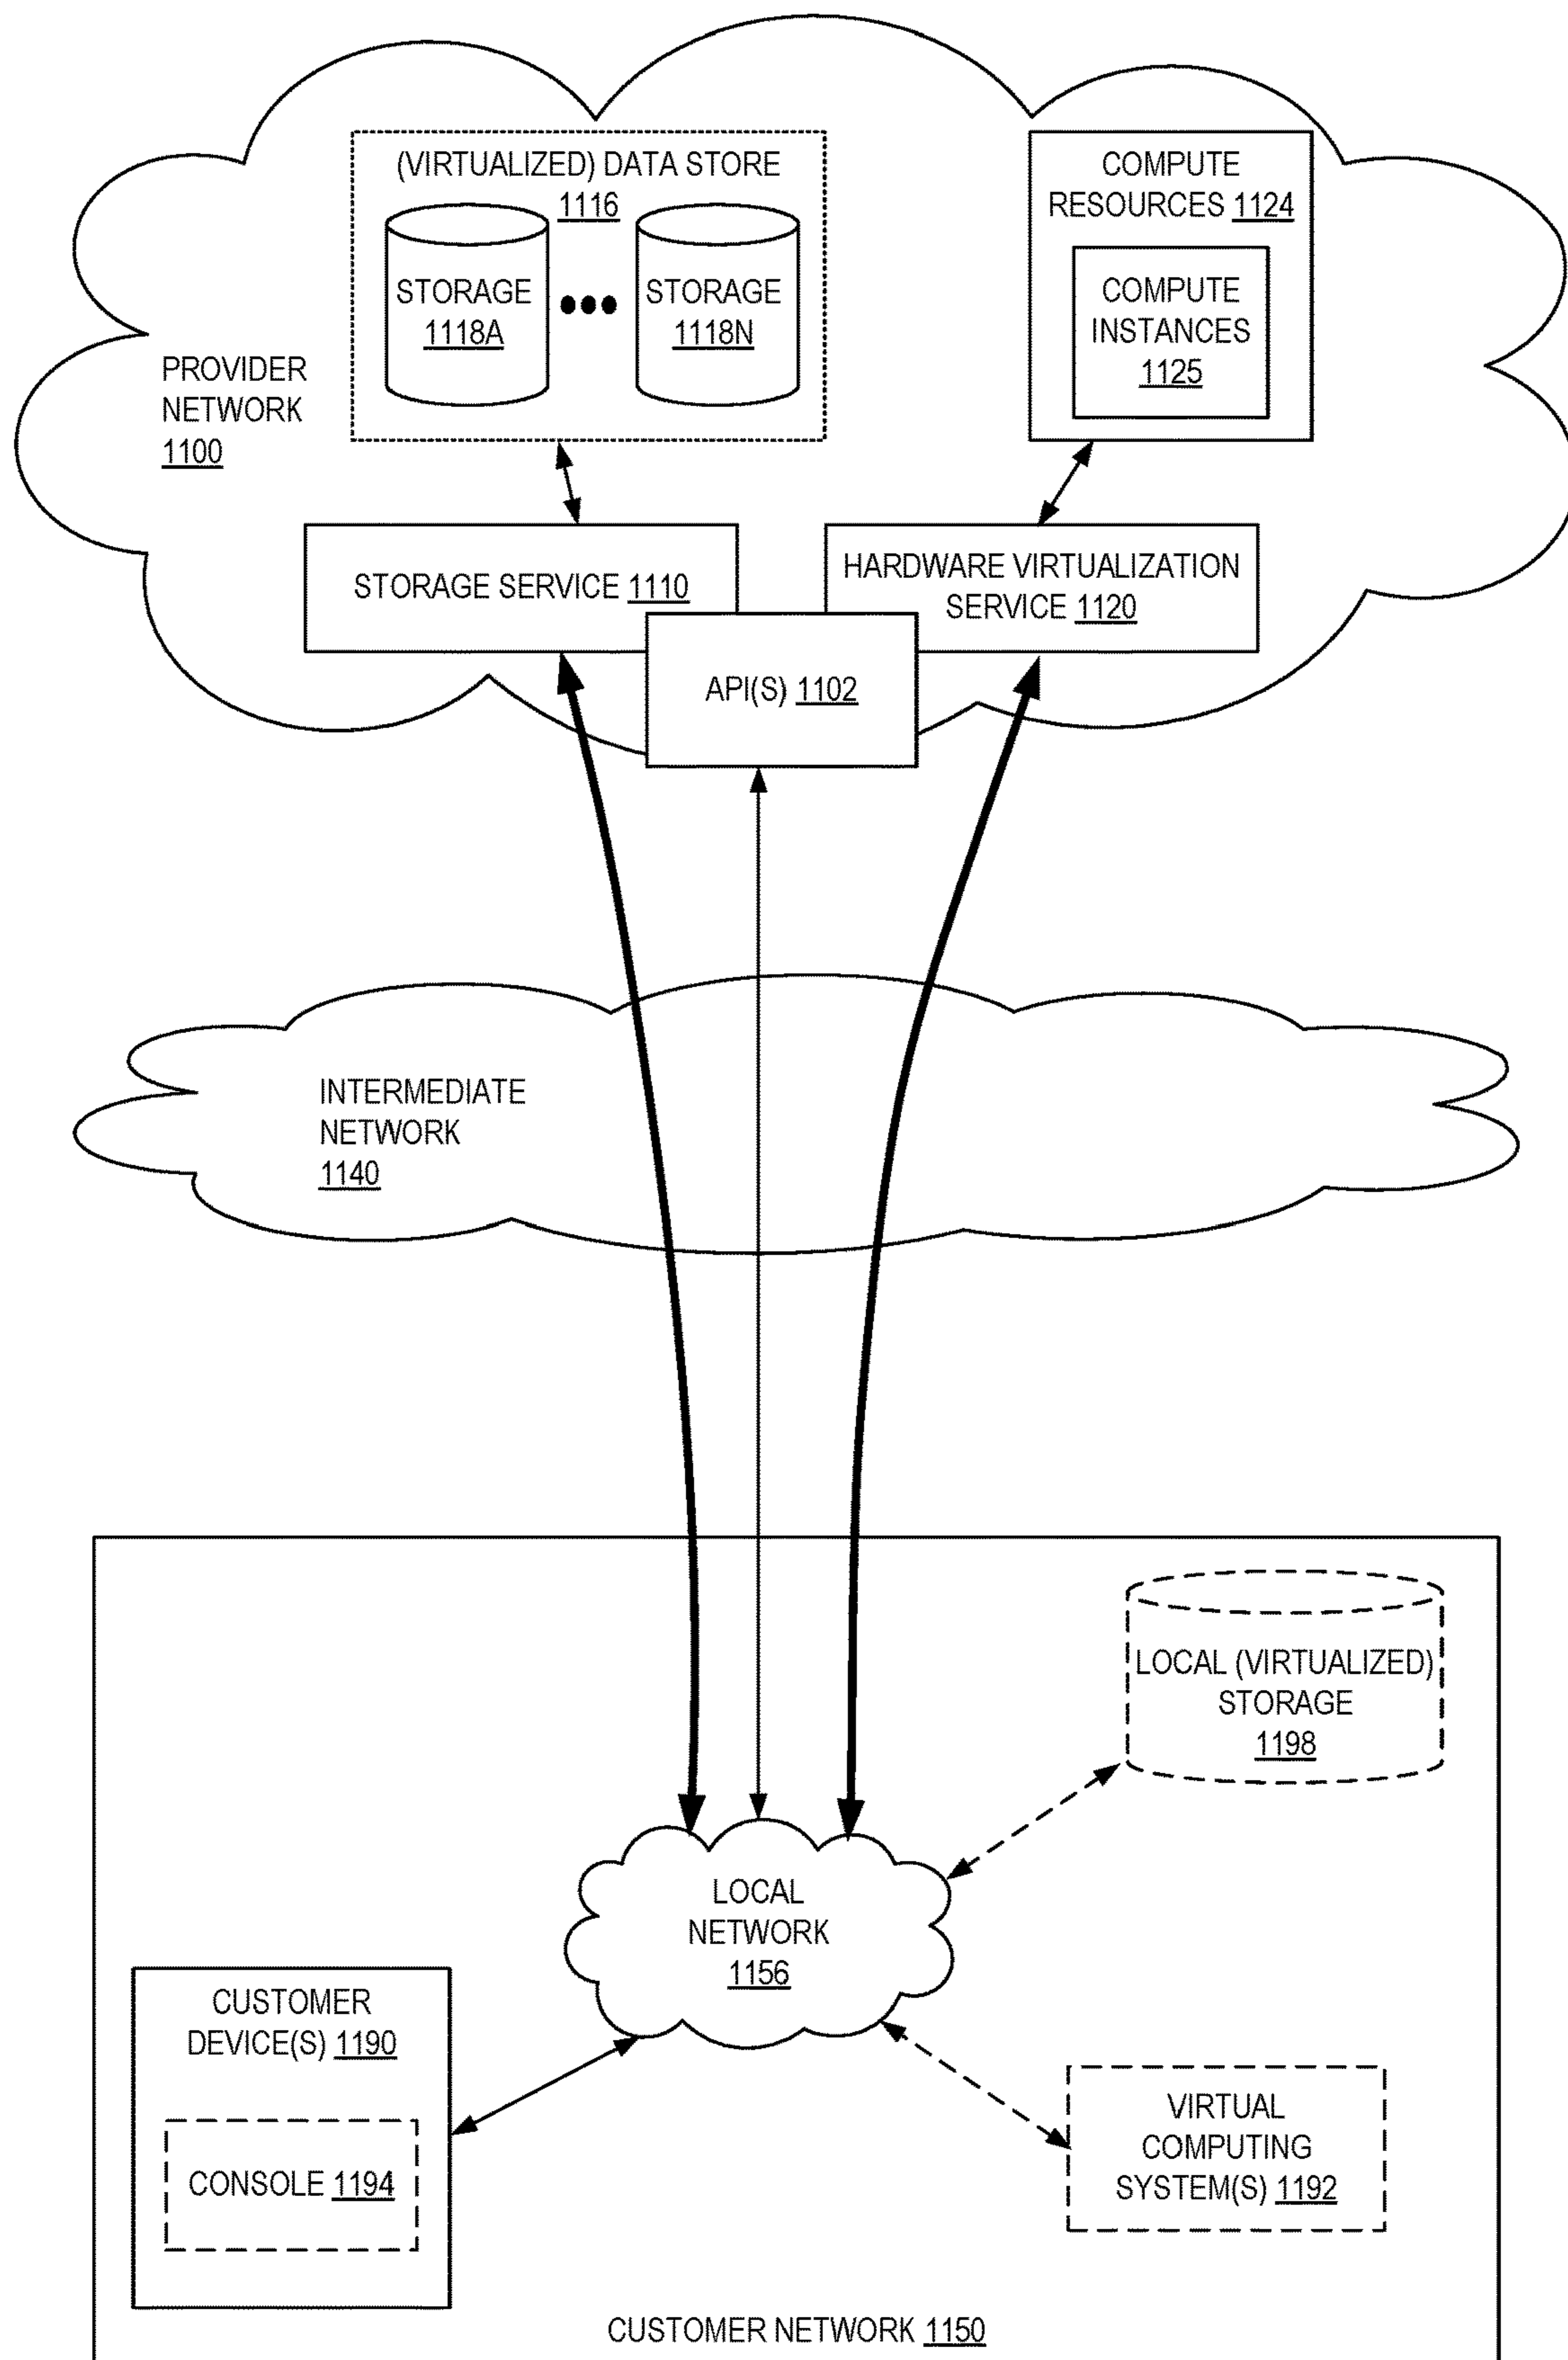 (VIRTUALIZED) DATA STORE
1116
STORAGE
1118A
STORAGE
1118N
COMPUTE
RESOURCES 1124
COMPUTE
INSTANCES
1125
PROVIDER
NETWORK
1100
STORAGE SERVICE 1110
HARDWARE VIRTUALIZATION
SERVICE 1120
API(S) 1102
INTERMEDIATE
NETWORK
1140
LOCAL (VIRTUALIZED)
STORAGE
1198
LOCAL
NETWORK
1156
CUSTOMER
DEVICE(S) 1190
CONSOLE 1194
VIRTUAL
COMPUTING
SYSTEM(S) 1192
CUSTOMER NETWORK 1150